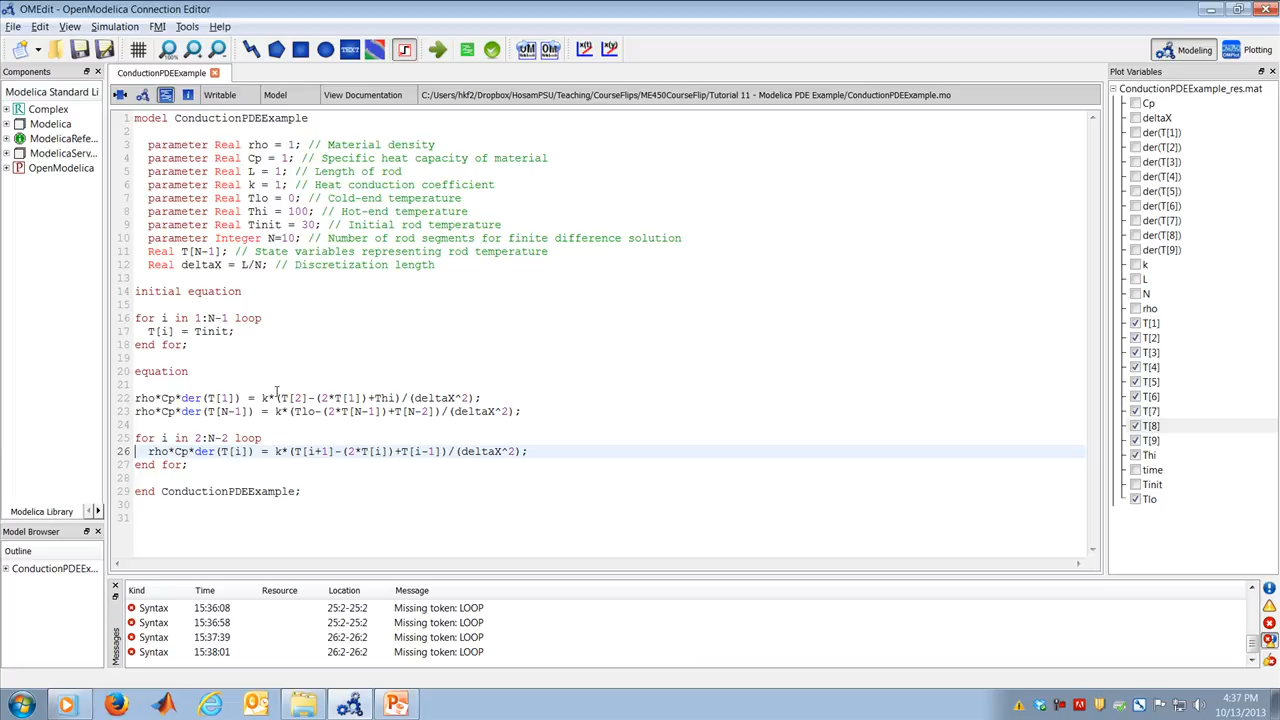 OMEdit - OpenModelica Connection Editor
File Edit View Simulation FMI Tools Help
100% TEXT OM OM x(t) x(y) Modeling Plotting
Components
Modelica Standard Li
Complex
Modelica
ModelicaRefe...
ModelicaServ...
OpenModelica
Modelica Library
Model Browser
Outline
ConductionPDEEx...
ConductionPDEExample
Writable Model View Documentation C:/Users/hkf2/Dropbox/HosamPSU/Teaching/CourseFlips/ME450CourseFlip/Tutorial 11 - Modelica PDE Example/ConductionPDEExample.mo
1 model ConductionPDEExample
2
3 parameter Real rho = 1; // Material density
4 parameter Real Cp = 1; // Specific heat capacity of material
5 parameter Real L = 1; // Length of rod
6 parameter Real k = 1; // Heat conduction coefficient
7 parameter Real Tlo = 0; // Cold-end temperature
8 parameter Real Thi = 100; // Hot-end temperature
9 parameter Real Tinit = 30; // Initial rod temperature
10 parameter Integer N=10; // Number of rod segments for finite difference solution
11 Real T[N-1]; // State variables representing rod temperature
12 Real deltaX = L/N; // Discretization length
13
14 initial equation
15
16 for i in 1:N-1 loop
17 T[i] = Tinit;
18 end for;
19
20 equation
21
22 rho*Cp*der(T[1]) = k*(T[2]-(2*T[1])+Thi)/(deltaX^2);
23 rho*Cp*der(T[N-1]) = k*(Tlo-(2*T[N-1])+T[N-2])/(deltaX^2);
24
25 for i in 2:N-2 loop
26 rho*Cp*der(T[i]) = k*(T[i+1]-(2*T[i])+T[i-1])/(deltaX^2);
27 end for;
28
29 end ConductionPDEExample;
30
31
Messages
Kind Time Resource Location Message
Syntax 15:36:08 25:2-25:2 Missing token: LOOP
Syntax 15:36:58 25:2-25:2 Missing token: LOOP
Syntax 15:37:39 26:2-26:2 Missing token: LOOP
Syntax 15:38:01 26:2-26:2 Missing token: LOOP
Plot Variables
ConductionPDEExample_res.mat
Cp
deltaX
der(T[1])
der(T[2])
der(T[3])
der(T[4])
der(T[5])
der(T[6])
der(T[7])
der(T[8])
der(T[9])
k
L
N
rho
T[1]
T[2]
T[3]
T[4]
T[5]
T[6]
T[7]
T[8]
T[9]
Thi
time
Tinit
Tlo
4:37 PM
10/13/2013